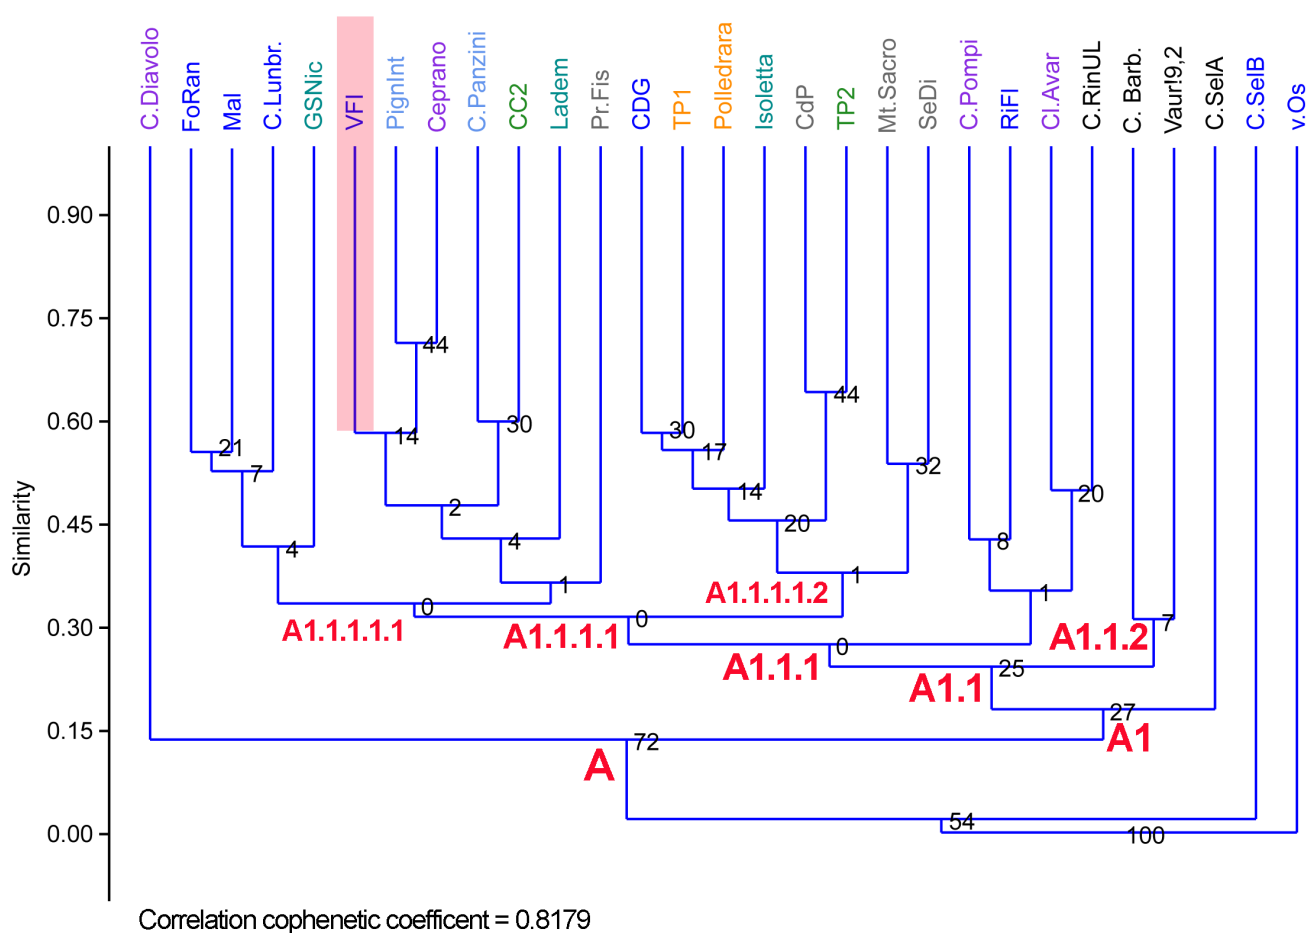 C.Diavolo
FoRan
Mal
C.Lunbr.
GSNic
VFI
PignInt
Ceprano
C.Panzini
CC2
Ladem
Pr.Fis
CDG
TP1
Polledrara
Isoletta
CdP
TP2
Mt.Sacro
SeDi
C.Pompi
RiFI
Cl.Avar
C.RinUL
C. Barb.
Vaur!9,2
C.SelA
C.SelB
v.Os
0.90
0.75
0.60
0.45
0.30
0.15
0.00
Similarity
44
44
30
30
14
21
17
7
32
14
20
2
20
4
8
4
1
1
1
0
A1.1.1.1.2
0
7
A1.1.1.1.1
A1.1.1.1
A1.1.2
0
A1.1.1
25
A1.1
27
A1
72
A
54
100
Correlation cophenetic coefficent = 0.8179